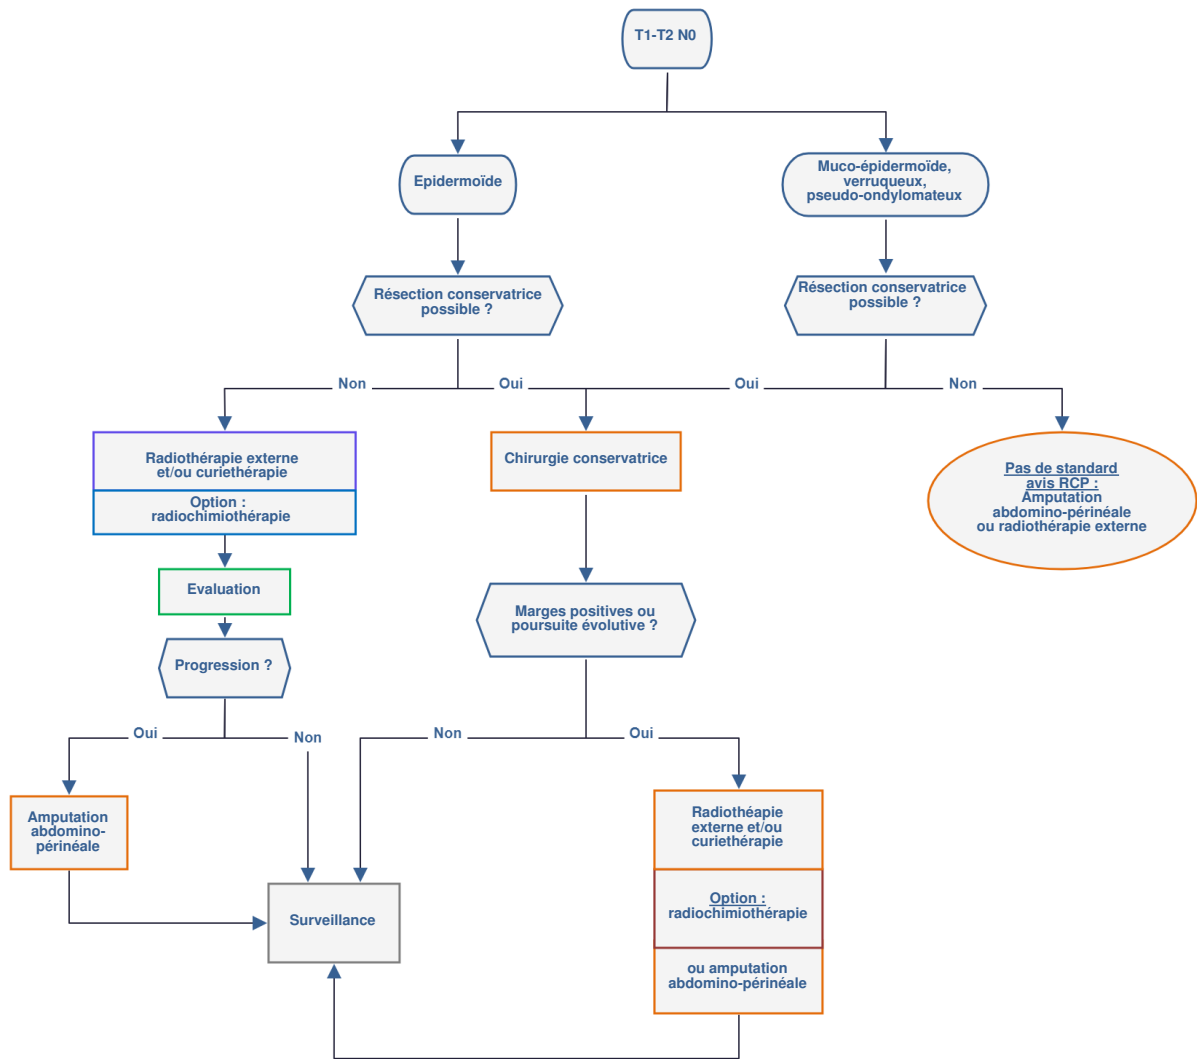 T1-T2 N0
Epidermoïde
Muco-épidermoïde,
verruqueux,
pseudo-ondylomateux
Résection conservatrice
possible ?
Résection conservatrice
possible ?
Non
Oui
Oui
Non
Radiothérapie externe
et/ou curiethérapie
Option :
radiochimiothérapie
Chirurgie conservatrice
Pas de standard
avis RCP :
Amputation
abdomino-périnéale
ou radiothérapie externe
Evaluation
Marges positives ou
poursuite évolutive ?
Progression ?
Oui
Non
Non
Oui
Amputation
abdomino-
périnéale
Radiothéapie
externe et/ou
curiethérapie
Surveillance
Option :
radiochimiothérapie
ou amputation
abdomino-périnéale